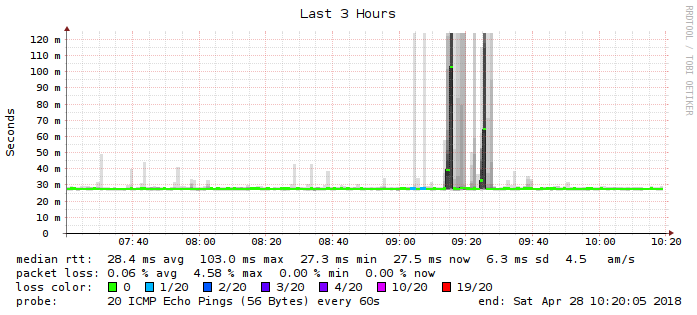 Last 3 Hours
RRDTOOL / TOBI OETIKER
Seconds
120 m
110 m
100 m
90 m
80 m
70 m
60 m
50 m
40 m
30 m
20 m
10 m
0
07:40 08:00 08:20 08:40 09:00 09:20 09:40 10:00 10:20
median rtt: 28.4 ms avg 103.0 ms max 27.3 ms min 27.5 ms now 6.3 ms sd 4.5 am/s
packet loss: 0.06 % avg 4.58 % max 0.00 % min 0.00 % now
loss color: 0 1/20 2/20 3/20 4/20 10/20 19/20
probe: 20 ICMP Echo Pings (56 Bytes) every 60s end: Sat Apr 28 10:20:05 2018